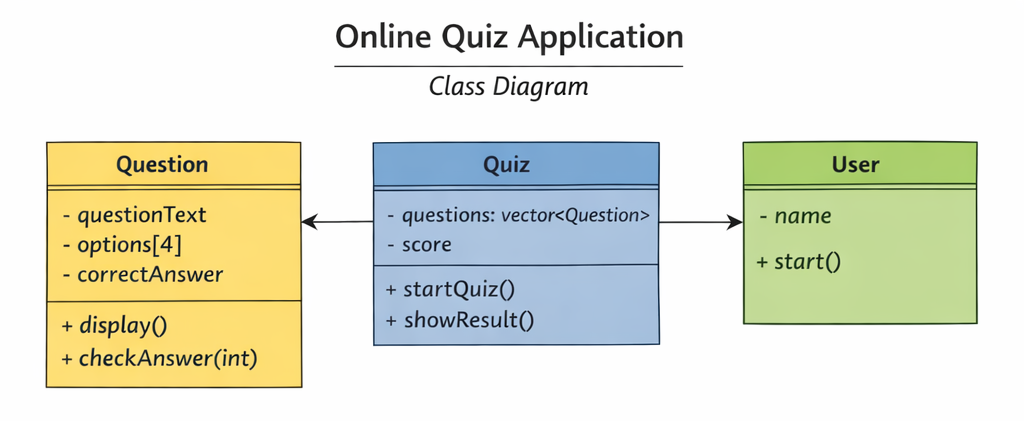 Online Quiz Application
Class Diagram
Question
- questionText
- options[4]
- correctAnswer
+ display()
+ checkAnswer(int)
Quiz
- questions: vector<Question>
- score
+ startQuiz()
+ showResult()
User
- name
+ start()